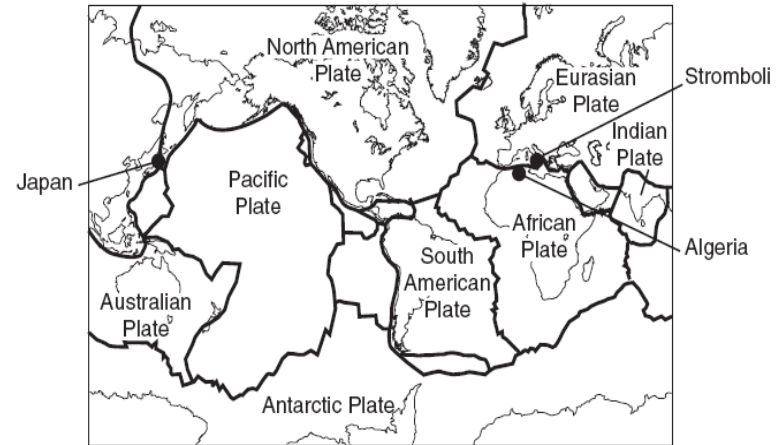 North American
Plate
Eurasian
Plate
Stromboli
Indian
Plate
Japan
Pacific
Plate
African
Plate
South
American
Plate
Algeria
Australian
Plate
Antarctic Plate